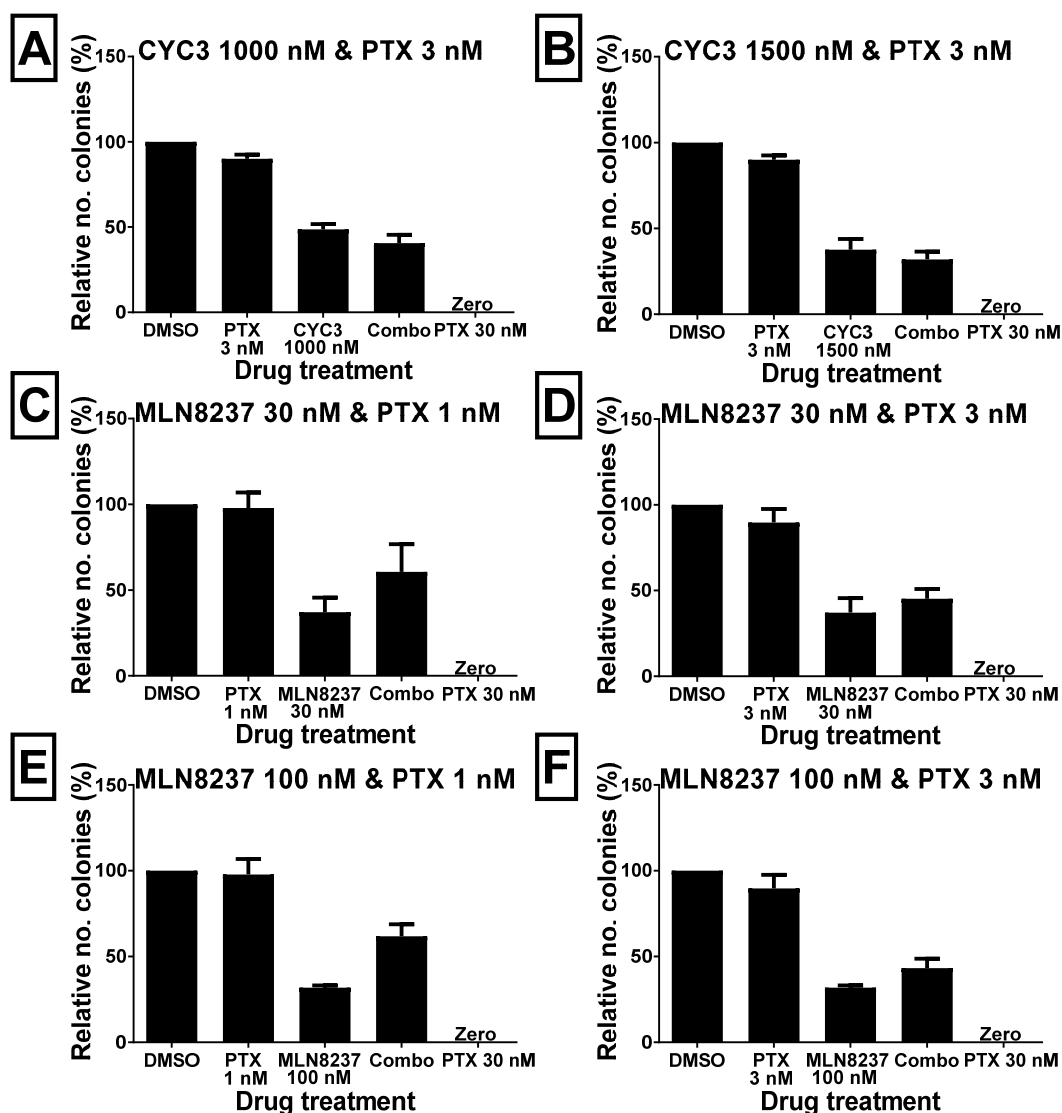 A
CYC3 1000 nM & PTX 3 nM
Relative no. colonies (%)
150
100
50
0
Zero
DMSO PTX 3 nM CYC3 1000 nM Combo PTX 30 nM
Drug treatment
B
CYC3 1500 nM & PTX 3 nM
Relative no. colonies (%)
150
100
50
0
Zero
DMSO PTX 3 nM CYC3 1500 nM Combo PTX 30 nM
Drug treatment
C
MLN8237 30 nM & PTX 1 nM
Relative no. colonies (%)
150
100
50
0
Zero
DMSO PTX 1 nM MLN8237 30 nM Combo PTX 30 nM
Drug treatment
D
MLN8237 30 nM & PTX 3 nM
Relative no. colonies (%)
150
100
50
0
Zero
DMSO PTX 3 nM MLN8237 30 nM Combo PTX 30 nM
Drug treatment
E
MLN8237 100 nM & PTX 1 nM
Relative no. colonies (%)
150
100
50
0
Zero
DMSO PTX 1 nM MLN8237 100 nM Combo PTX 30 nM
Drug treatment
F
MLN8237 100 nM & PTX 3 nM
Relative no. colonies (%)
150
100
50
0
Zero
DMSO PTX 3 nM MLN8237 100 nM Combo PTX 30 nM
Drug treatment